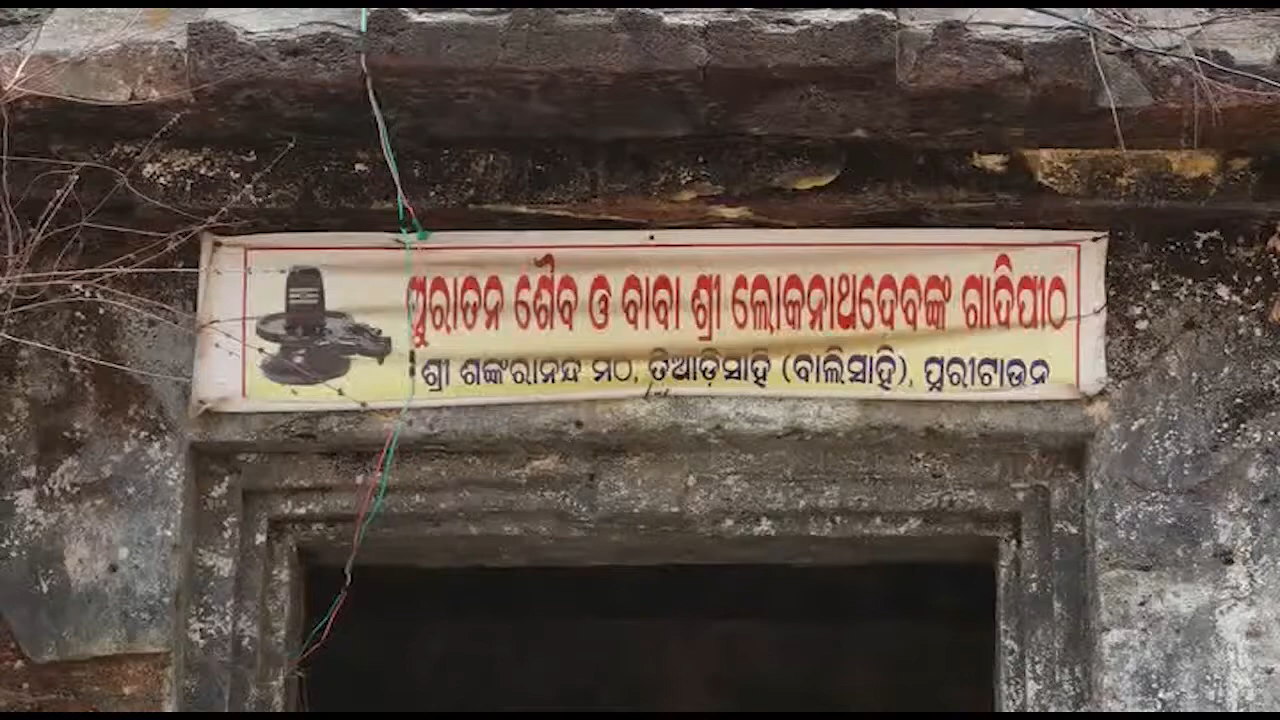 ପୁରାତନ ଶୈବ ଓ ବାବା ଶ୍ରୀ ଲୋକନାଥଦେବଙ୍କ ଗାଦିପୀଠ
ଶ୍ରୀ ଶଙ୍କରାନନ୍ଦ ମଠ, ତିଆଡ଼ିସାହି (ବାଲିସାହି), ପୁରୀଟାଉନ